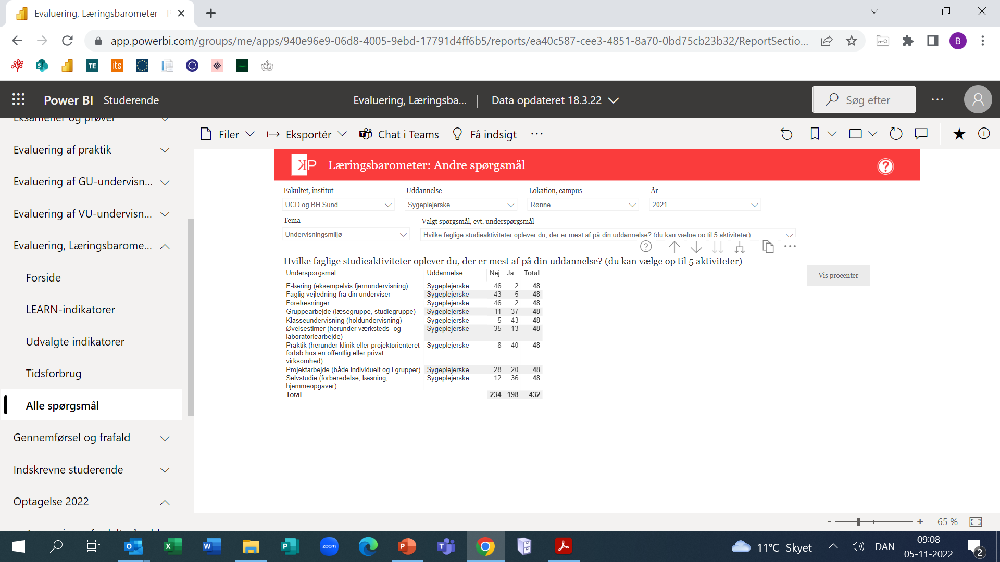 Evaluering, Læringsbarometer - P
app.powerbi.com/groups/me/apps/940e96e9-06d8-4005-9ebd-17791d4ff6b5/reports/ea40c587-cee3-4851-8a70-0bd75cb23b32/ReportSectio...
B
S
TE
its
Power BI Studerende
Evaluering, Læringsba... | Data opdateret 18.3.22
Søg efter
Eksamener og prøver
Evaluering af praktik
Evaluering af GU-undervisn...
Evaluering af VU-undervisn...
Evaluering, Læringsbarome...
Forside
LEARN-indikatorer
Udvalgte indikatorer
Tidsforbrug
Alle spørgsmål
Gennemførsel og frafald
Indskrevne studerende
Optagelse 2022
Filer
Eksportér
Chat i Teams
Få indsigt
KP Læringsbarometer: Andre spørgsmål
Fakultet, institut Uddannelse Lokation, campus År
UCD og BH Sund Sygeplejerske Rønne 2021
Tema Valgt spørgsmål, evt. underspørgsmål
Undervisningsmiljø Hvilke faglige studieaktiviteter oplever du, der er mest af på din uddannelse? (du kan vælge op til 5 aktiviteter)
Hvilke faglige studieaktiviteter oplever du, der er mest af på din uddannelse? (du kan vælge op til 5 aktiviteter)
Underspørgsmål Uddannelse Nej Ja Total
E-læring (eksempelvis fjernundervisning) Sygeplejerske 46 2 48
Faglig vejledning fra din underviser Sygeplejerske 43 5 48
Forelæsninger Sygeplejerske 46 2 48
Gruppearbejde (læsegruppe, studiegruppe) Sygeplejerske 11 37 48
Klasseundervisning (holdundervisning) Sygeplejerske 5 43 48
Øvelsestimer (herunder værksteds- og Sygeplejerske 35 13 48
laboratoriearbejde)
Praktik (herunder klinik eller projektorienteret Sygeplejerske 8 40 48
forløb hos en offentlig eller privat
virksomhed)
Projektarbejde (både individuelt og i grupper) Sygeplejerske 28 20 48
Selvstudie (forberedelse, læsning, Sygeplejerske 12 36 48
hjemmeopgaver)
Total 234 198 432
Vis procenter
- + 65 %
zoom
11°C Skyet
DAN
09:08
05-11-2022
2